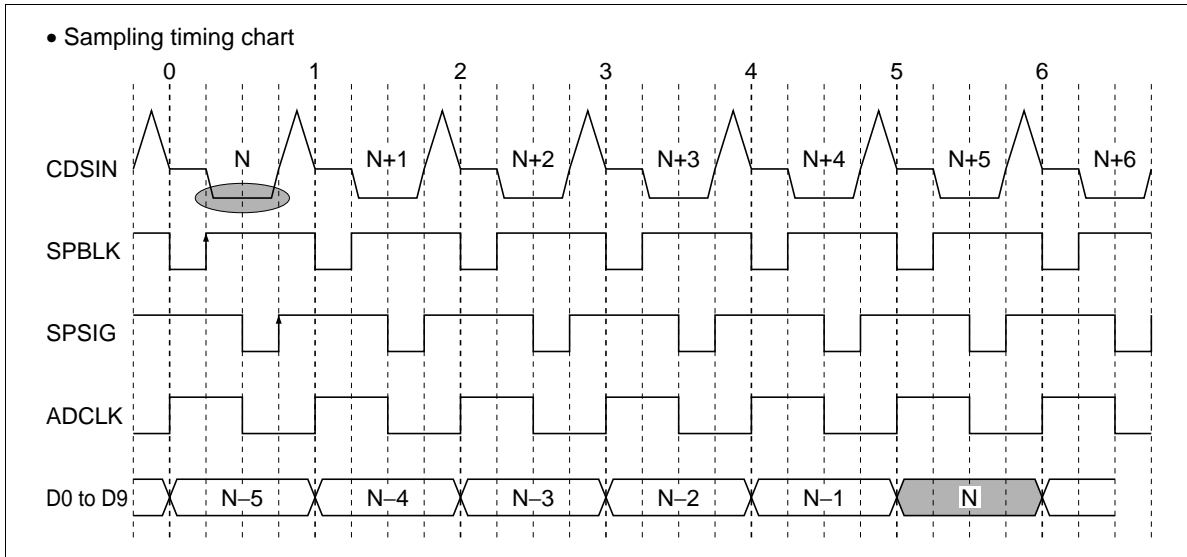 • Sampling timing chart
0 1 2 3 4 5 6
CDSIN N N+1 N+2 N+3 N+4 N+5 N+6
SPBLK
SPSIG
ADCLK
D0 to D9 N–5 N–4 N–3 N–2 N–1 N